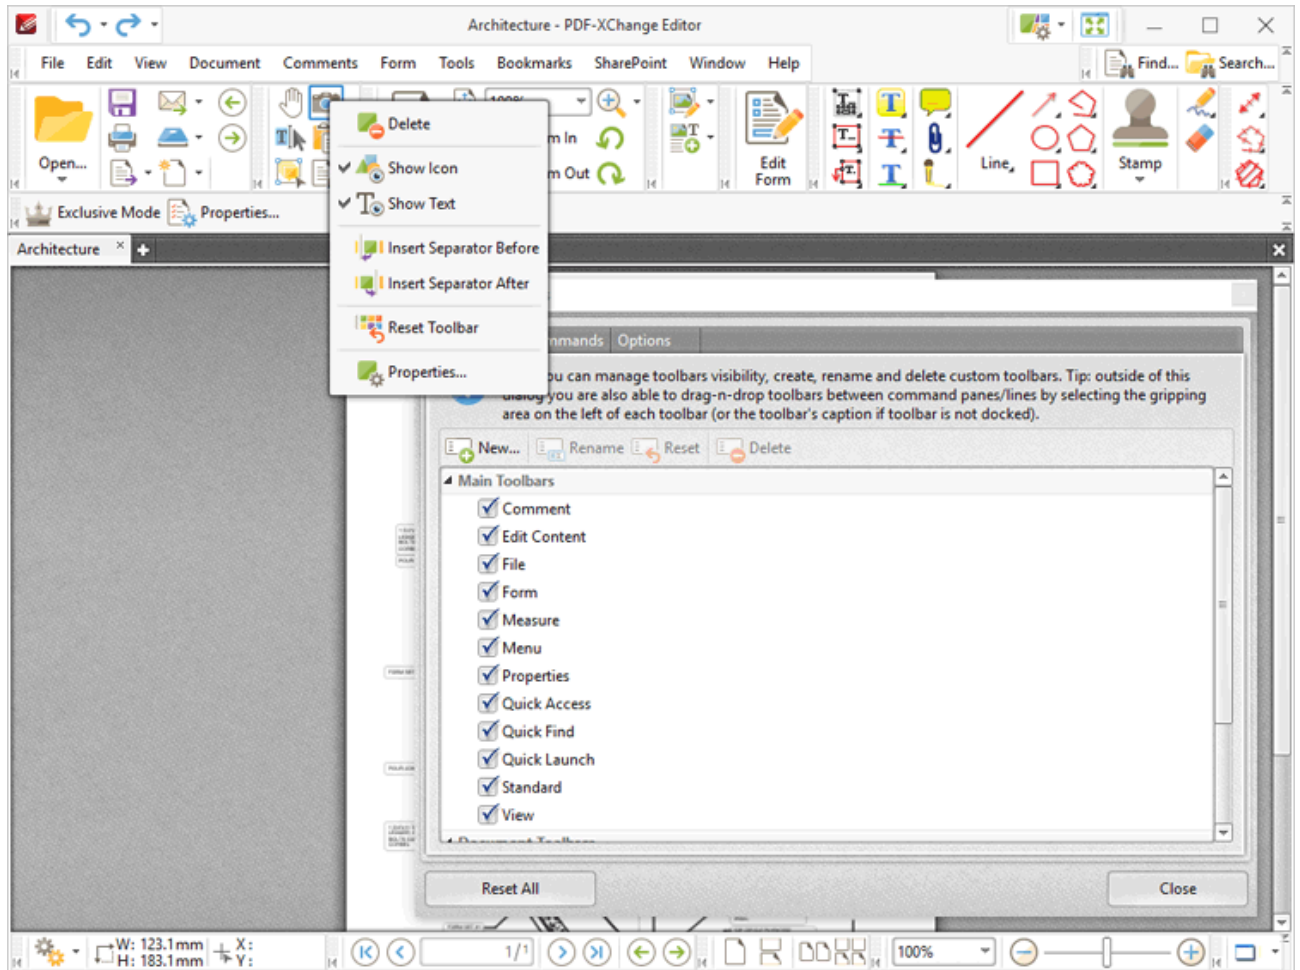 Architecture - PDF-XChange Editor
File Edit View Document Comments Form Tools Bookmarks SharePoint Window Help
Find... Search...
Open...
100%
m In
m Out
Edit
Form
Line
Stamp
Exclusive Mode Properties...
Architecture
Delete
Show Icon
Show Text
Insert Separator Before
Insert Separator After
Reset Toolbar
Properties...
mmands Options
ou can manage toolbars visibility, create, rename and delete custom toolbars. Tip: outside of this
dialog you are also able to drag-n-drop toolbars between command panes/lines by selecting the gripping
area on the left of each toolbar (or the toolbar's caption if toolbar is not docked).
New... Rename Reset Delete
Main Toolbars
Comment
Edit Content
File
Form
Measure
Menu
Properties
Quick Access
Quick Find
Quick Launch
Standard
View
Document Toolbars
Reset All Close
W: 123.1mm X:
H: 183.1mm Y:
1/1
100%